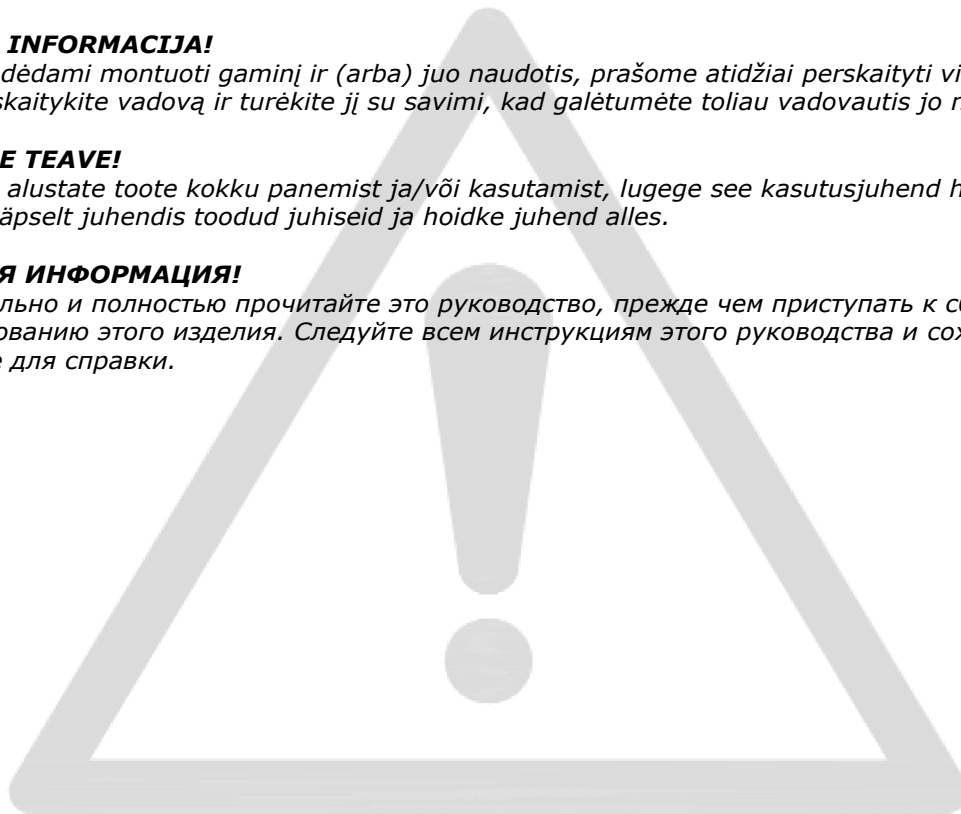 INFORMACIJA!
dėdami montuoti gaminį ir (arba) juo naudotis, prašome atidžiai perskaityti vi
skaitykite vadovą ir turėkite jį su savimi, kad galėtumėte toliau vadovautis jo n
E TEAVE!
alustate toote kokku panemist ja/või kasutamist, lugege see kasutusjuhend h
äpselt juhendis toodud juhiseid ja hoidke juhend alles.
Я ИНФОРМАЦИЯ!
льно и полностью прочитайте это руководство, прежде чем приступать к сб
ованию этого изделия. Следуйте всем инструкциям этого руководства и сох
е для справки.